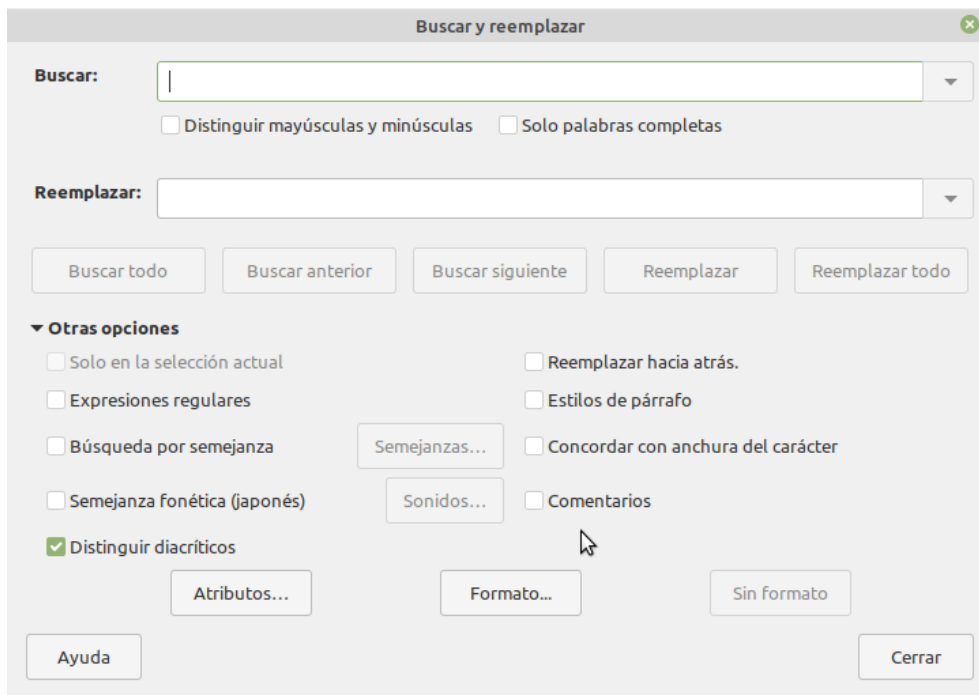 Buscar y reemplazar
Buscar:
Distinguir mayúsculas y minúsculas Solo palabras completas
Reemplazar:
Buscar todo Buscar anterior Buscar siguiente Reemplazar Reemplazar todo
Otras opciones
Solo en la selección actual Reemplazar hacia atrás.
Expresiones regulares Estilos de párrafo
Búsqueda por semejanza Semejanzas... Concordar con anchura del carácter
Semejanza fonética (japonés) Sonidos... Comentarios
Distinguir diacríticos
Atributos... Formato... Sin formato
Ayuda Cerrar